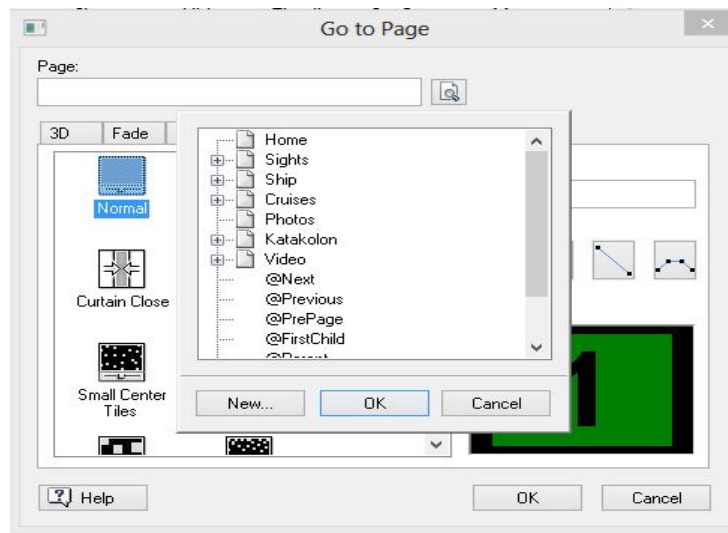 Go to Page
Page:
3D Fade
Home
Sights
Ship
Cruises
Photos
Katakolon
Video
@Next
@Previous
@PrePage
@FirstChild
Normal
Curtain Close
Small Center
Tiles
New... OK Cancel
1
Help OK Cancel